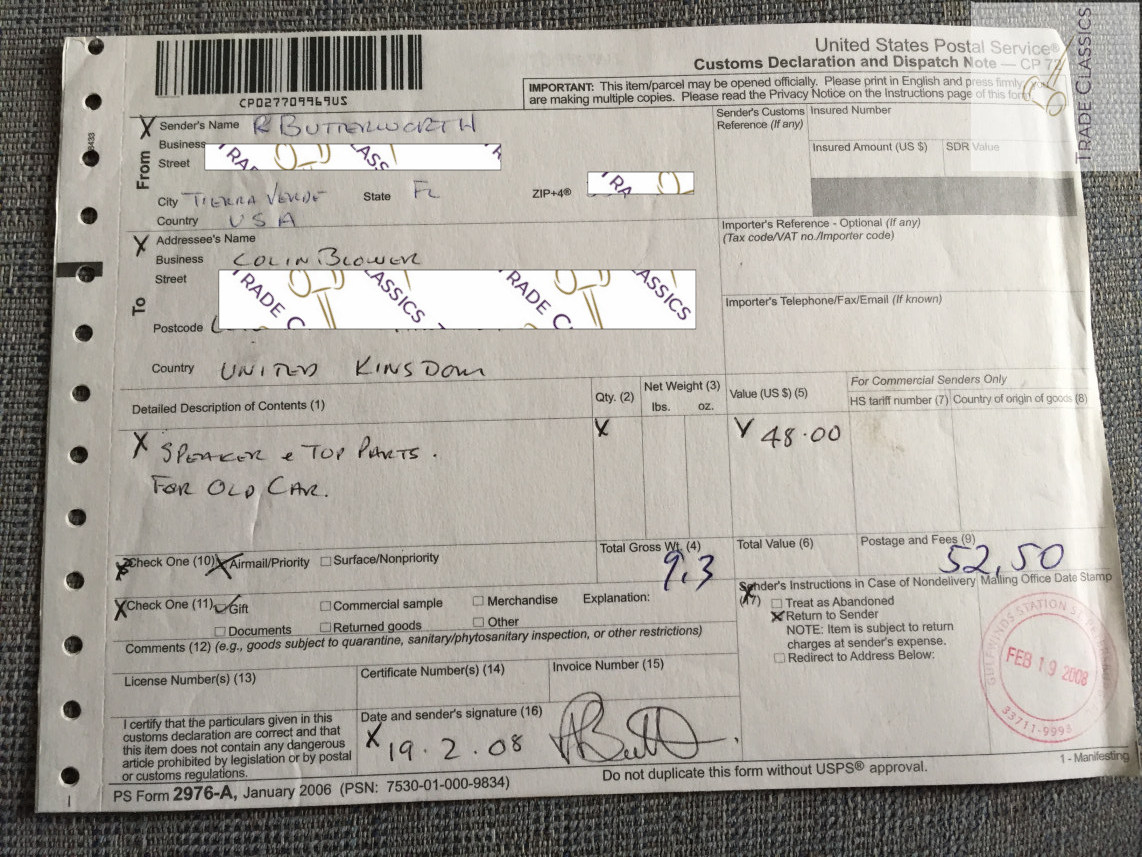 TRADE CLASSICS
United States Postal Service®
Customs Declaration and Dispatch Note — CP 72
IMPORTANT: This item/parcel may be opened officially. Please print in English and press firmly, you
are making multiple copies. Please read the Privacy Notice on the Instructions page of this form.
CP027709969US
From
X Sender's Name R BUTTERWORTH
Business
Street
TRA ASS
City TIERRA VERDE State FL ZIP+4®
TRA
Country USA
Sender's Customs
Reference (If any)
Insured Number
Insured Amount (US $) SDR Value
To
X Addressee's Name
Business COLIN BLOWER
Street
TRADE C ASSICS TRADE C ASSICS
Postcode
Country UNITED KINGDOM
Importer's Reference - Optional (If any)
(Tax code/VAT no./Importer code)
Importer's Telephone/Fax/Email (If known)
Detailed Description of Contents (1) Qty. (2) Net Weight (3) lbs. oz. Value (US $) (5)
For Commercial Senders Only
HS tariff number (7) Country of origin of goods (8)
X SPEAKER & TOP PARTS. X X 48.00
FOR OLD CAR.
Check One (10) X Airmail/Priority Surface/Nonpriority
Total Gross Wt. (4) 9.3
Total Value (6)
Postage and Fees (9) 52,50
X Check One (11) Gift Commercial sample Merchandise Explanation:
Documents Returned goods Other
Comments (12) (e.g., goods subject to quarantine, sanitary/phytosanitary inspection, or other restrictions)
Sender's Instructions in Case of Nondelivery
(17) Treat as Abandoned
X Return to Sender
NOTE: Item is subject to return
charges at sender's expense.
Redirect to Address Below:
Mailing Office Date Stamp
FEB 19 2008
33711-9998
License Number(s) (13) Certificate Number(s) (14) Invoice Number (15)
I certify that the particulars given in this
customs declaration are correct and that
this item does not contain any dangerous
article prohibited by legislation or by postal
or customs regulations.
Date and sender's signature (16)
X 19.2.08
1 - Manifesting
PS Form 2976-A, January 2006 (PSN: 7530-01-000-9834) Do not duplicate this form without USPS® approval.